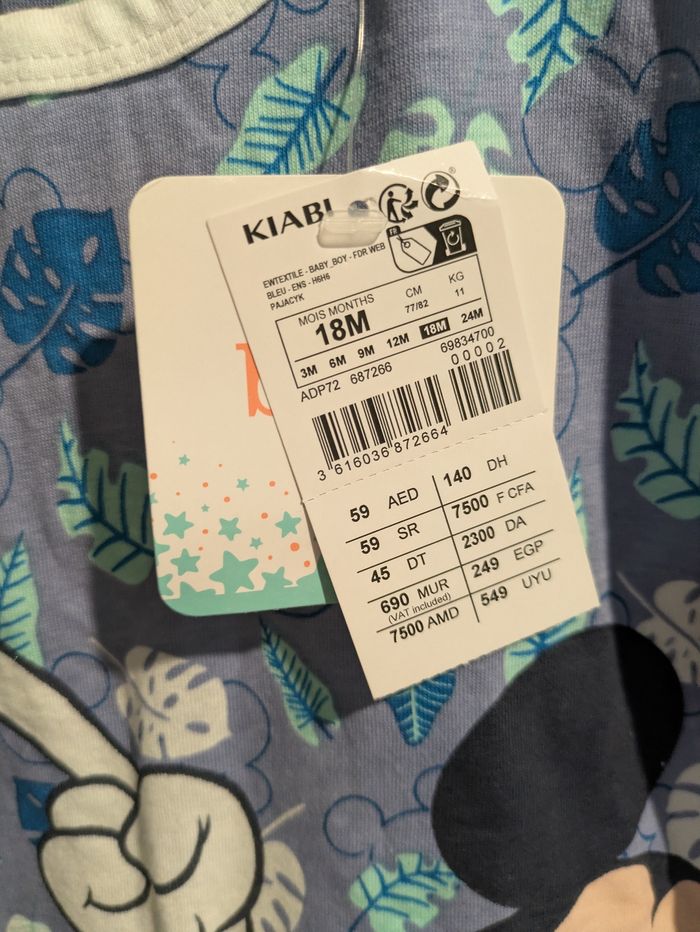 KIABI
FR
EWTEXTILE - BABY_BOY - FDR WEB
BLEU - ENS - H6H6
PAJACYK
MOIS MONTHS CM KG
18M 77/82 11
3M 6M 9M 12M 18M 24M
ADP72 687266 69834700
00002
3 616036 872664
59 AED 140 DH
59 SR 7500 F CFA
45 DT 2300 DA
690 MUR 249 EGP
(VAT included)
7500 AMD 549 UYU
b